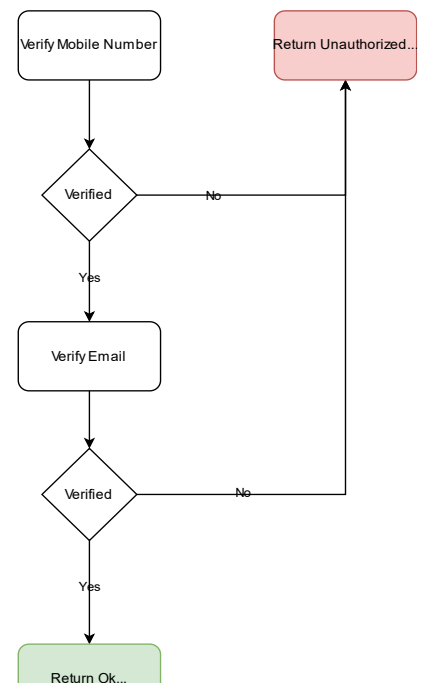 Verify Mobile Number
Return Unauthorized...
Verified
No
Yes
Verify Email
Verified
No
Yes
Return Ok...